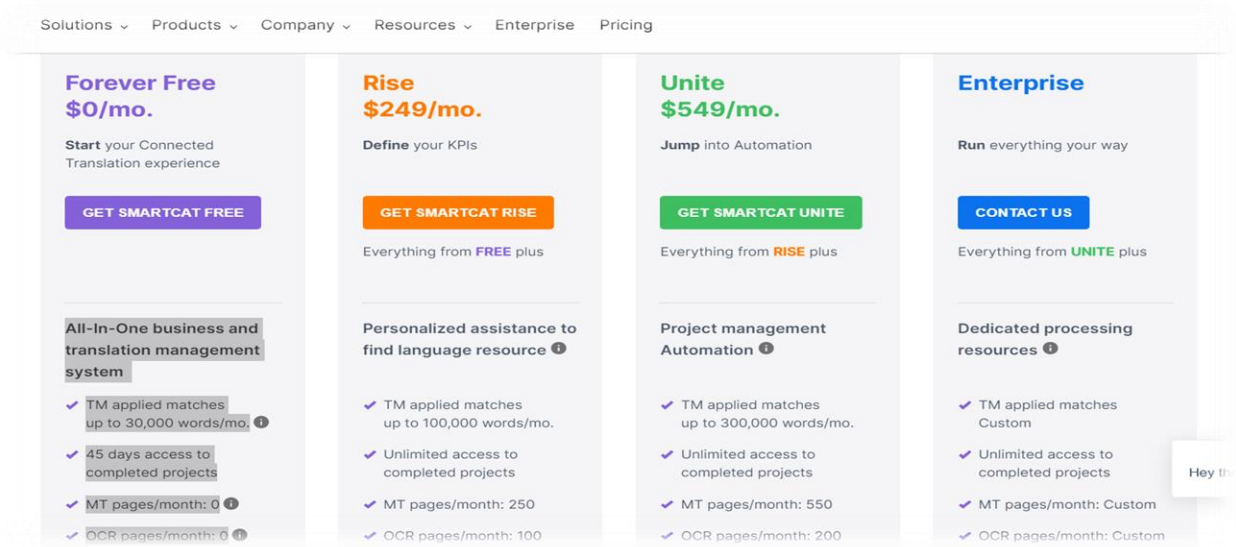 Solutions Products Company Resources Enterprise Pricing
Forever Free
$0/mo.
Start your Connected
Translation experience
GET SMARTCAT FREE
All-In-One business and
translation management
system
TM applied matches
up to 30,000 words/mo.
45 days access to
completed projects
MT pages/month: 0
OCR pages/month: 0
Rise
$249/mo.
Define your KPIs
GET SMARTCAT RISE
Everything from FREE plus
Personalized assistance to
find language resource
TM applied matches
up to 100,000 words/mo.
Unlimited access to
completed projects
MT pages/month: 250
OCR pages/month: 100
Unite
$549/mo.
Jump into Automation
GET SMARTCAT UNITE
Everything from RISE plus
Project management
Automation
TM applied matches
up to 300,000 words/mo.
Unlimited access to
completed projects
MT pages/month: 550
OCR pages/month: 200
Enterprise
Run everything your way
CONTACT US
Everything from UNITE plus
Dedicated processing
resources
TM applied matches
Custom
Unlimited access to
completed projects
MT pages/month: Custom
OCR pages/month: Custom
Hey